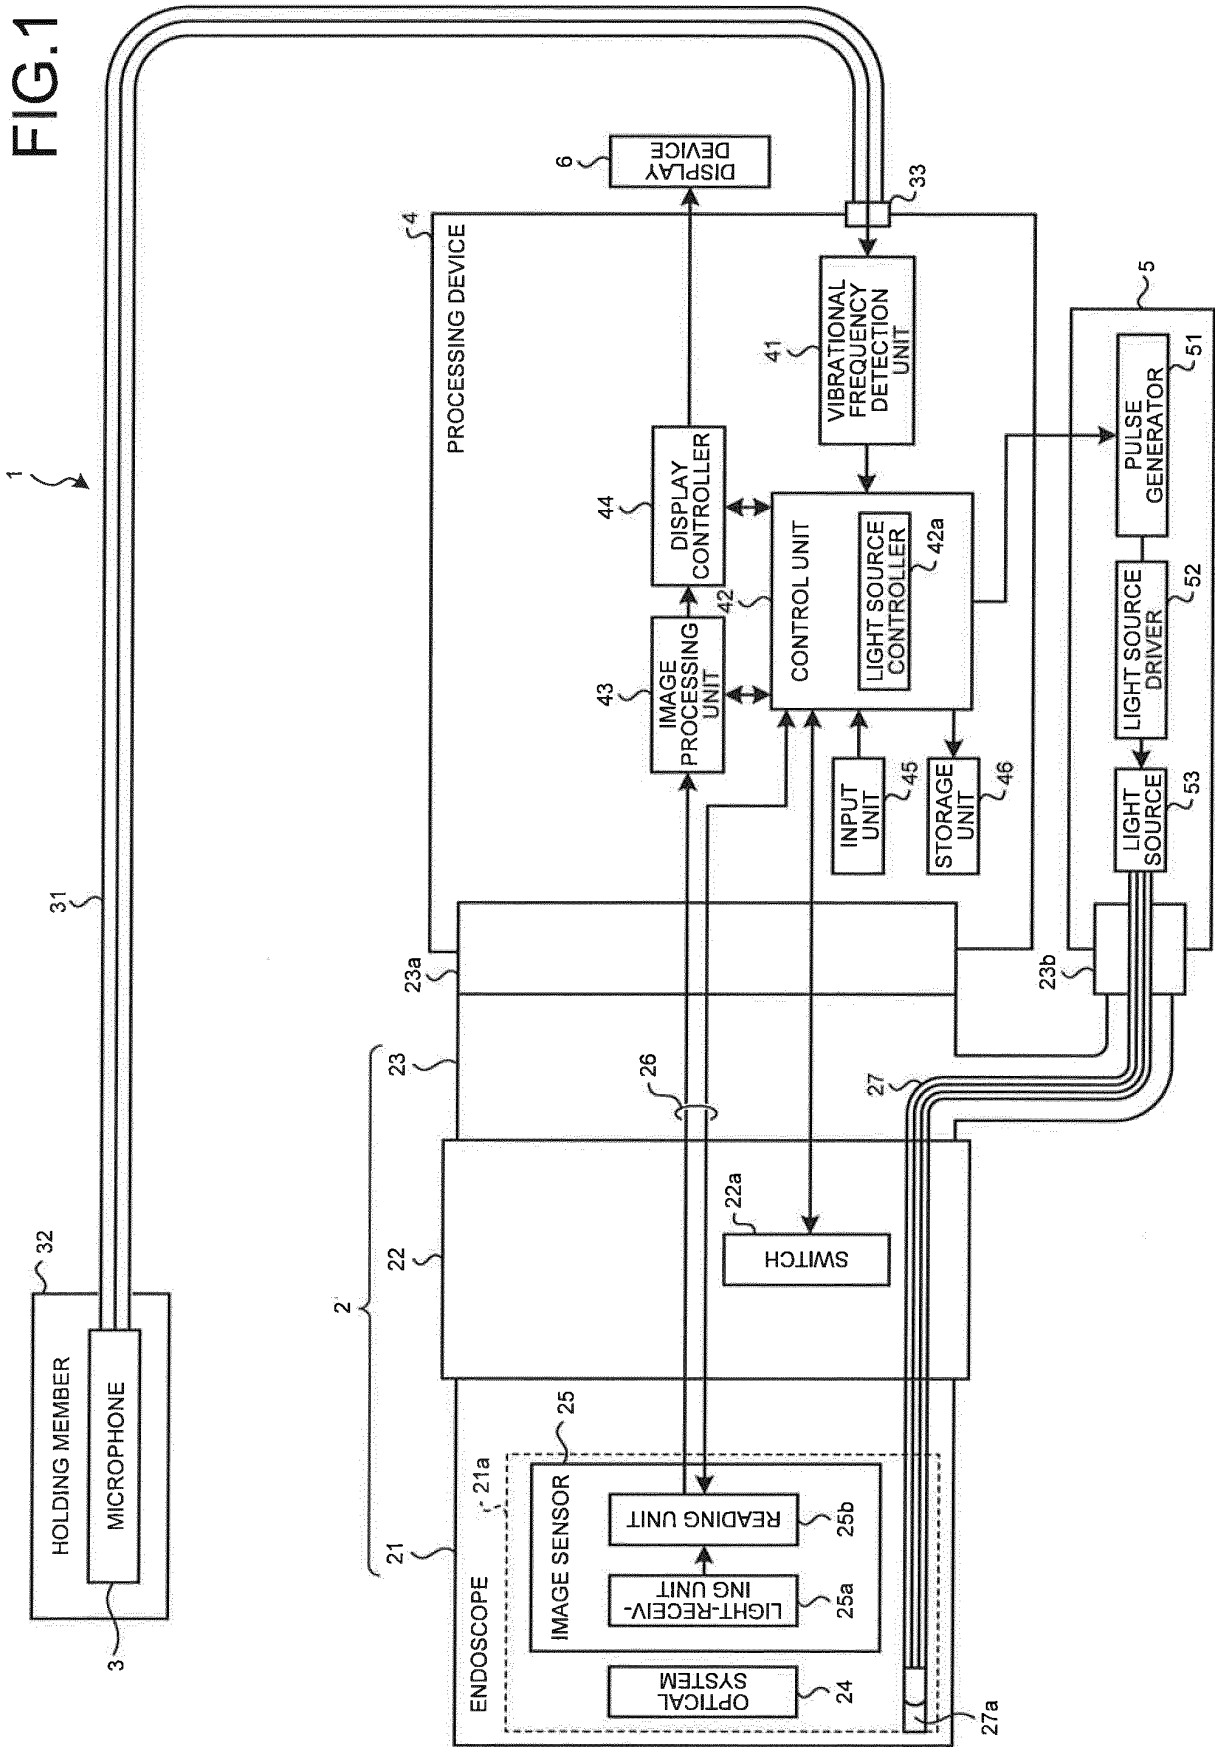 FIG.1
1
31
32
HOLDING MEMBER
MICROPHONE
3
6
DISPLAY
DEVICE
33
4
PROCESSING DEVICE
41
VIBRATIONAL
FREQUENCY
DETECTION
UNIT
44
DISPLAY
CONTROLLER
42
CONTROL UNIT
LIGHT SOURCE
CONTROLLER
42a
43
IMAGE
PROCESSING
UNIT
INPUT
UNIT
45
STORAGE
UNIT
46
5
PULSE
GENERATOR
51
LIGHT SOURCE
DRIVER
52
LIGHT
SOURCE
53
23b
23a
23
26
27
2
22
22a
SWITCH
21
ENDOSCOPE
21a
25
IMAGE SENSOR
READING UNIT
25b
LIGHT-RECEIV-
ING UNIT
25a
OPTICAL
SYSTEM
24
27a